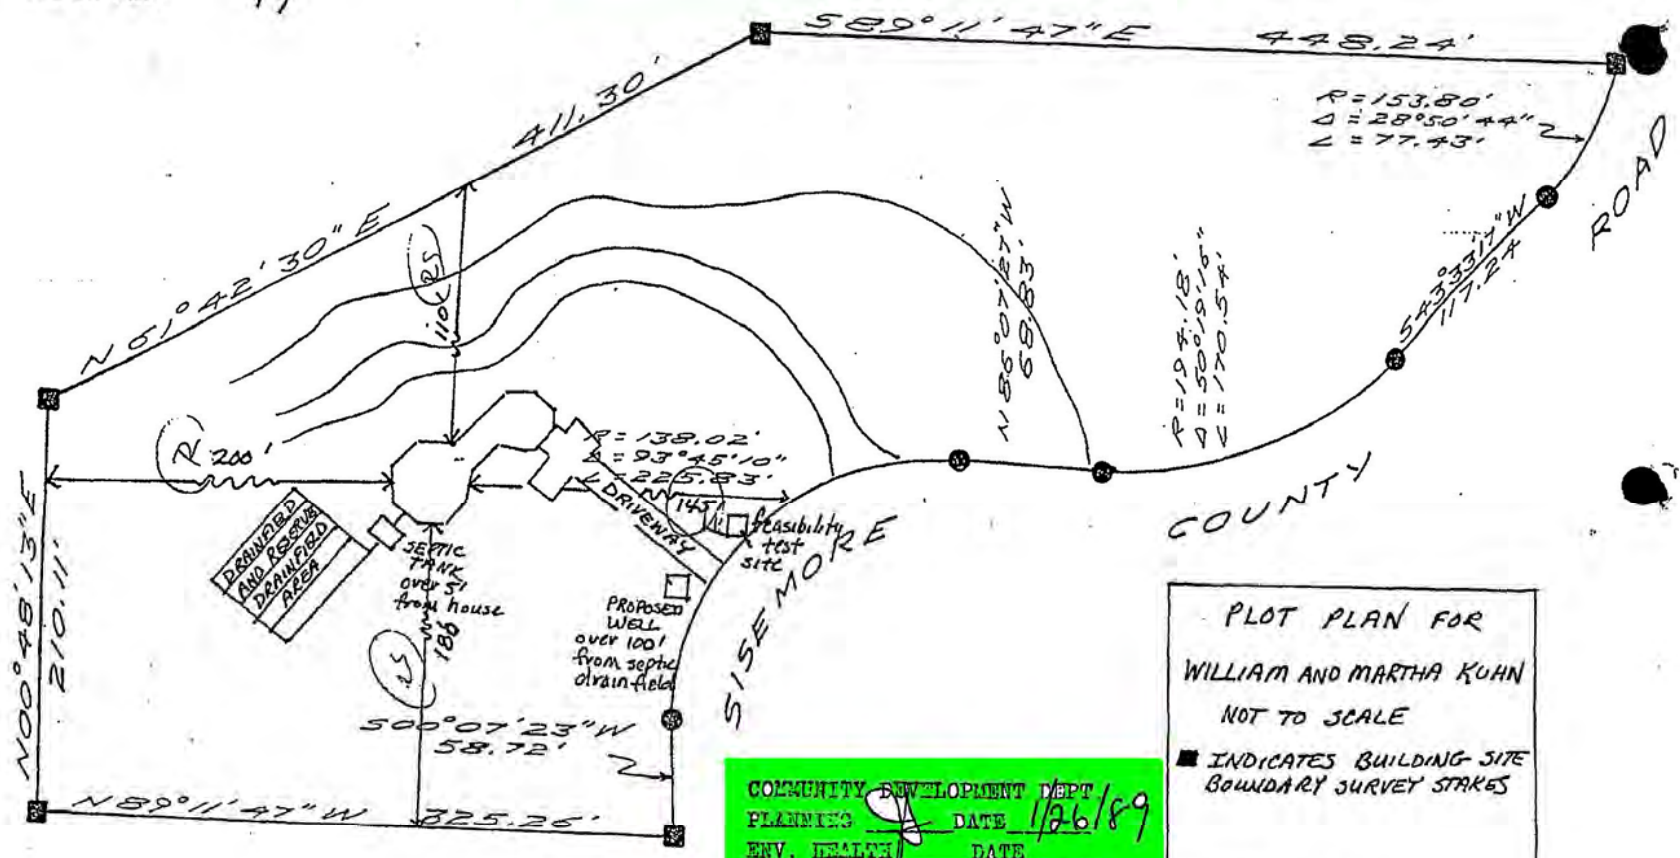 S89°11'47"E 448.24'
411.30'
N61°42'30"E
R=153.80'
Δ=28°50'44"
L=77.43'
ROAD
S43°33'17"W
117.24
N86°07'27"W
68.83'
R=194.18'
Δ=50°19'16"
L=170.54'
110
25
R 200'
R=138.02'
Δ=93°45'10"
L=225.83'
145'
DRIVEWAY
feasibility
test
site
DRAINFIELD
AND RESERVE
DRAINFIELD
AREA
SEPTIC
TANK
over 5'
from house
186'
25
PROPOSED
WELL
over 100'
from septic
drainfield
SISEMORE
COUNTY
N00°48'13"E
210.11'
S00°07'23"W
58.72'
N89°11'47"W 325.26'
PLOT PLAN FOR
WILLIAM AND MARTHA KUHN
NOT TO SCALE
■ INDICATES BUILDING SITE
BOUNDARY SURVEY STAKES
COMMUNITY DEVELOPMENT DEPT
PLANNING DATE 1/26/89
ENV. HEALTH DATE